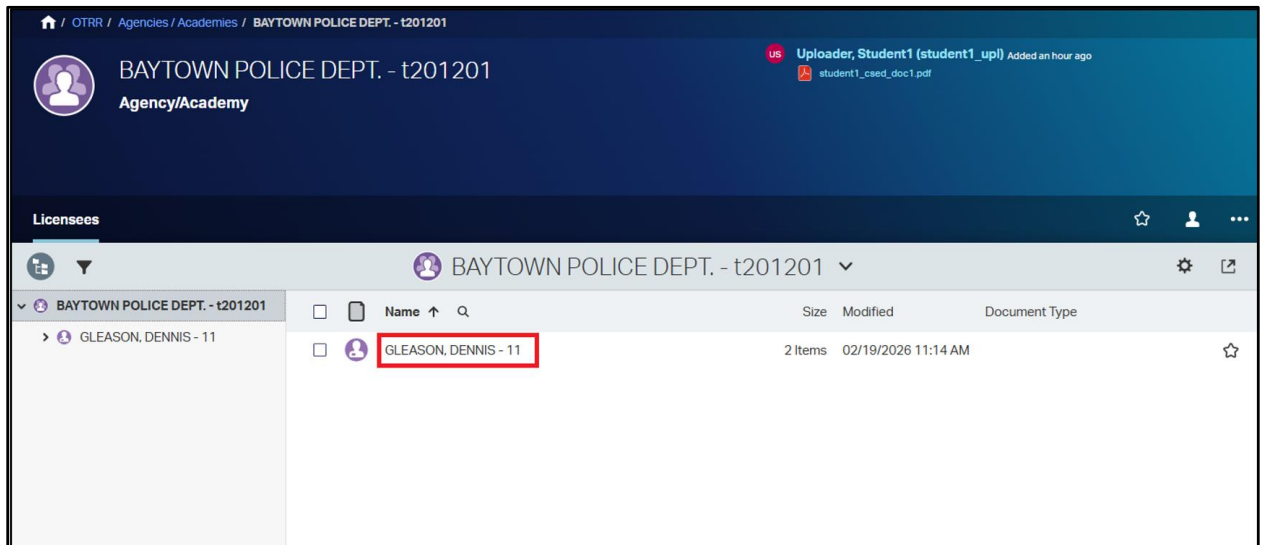 / OTRR / Agencies / Academies / BAYTOWN POLICE DEPT. - t201201
BAYTOWN POLICE DEPT. - t201201
Agency/Academy
US Uploader, Student1 (student1_upl) Added an hour ago
student1_csed_doc1.pdf
Licensees
BAYTOWN POLICE DEPT. - t201201
BAYTOWN POLICE DEPT. - t201201
GLEASON, DENNIS - 11
Name Size Modified Document Type
GLEASON, DENNIS - 11 2 Items 02/19/2026 11:14 AM